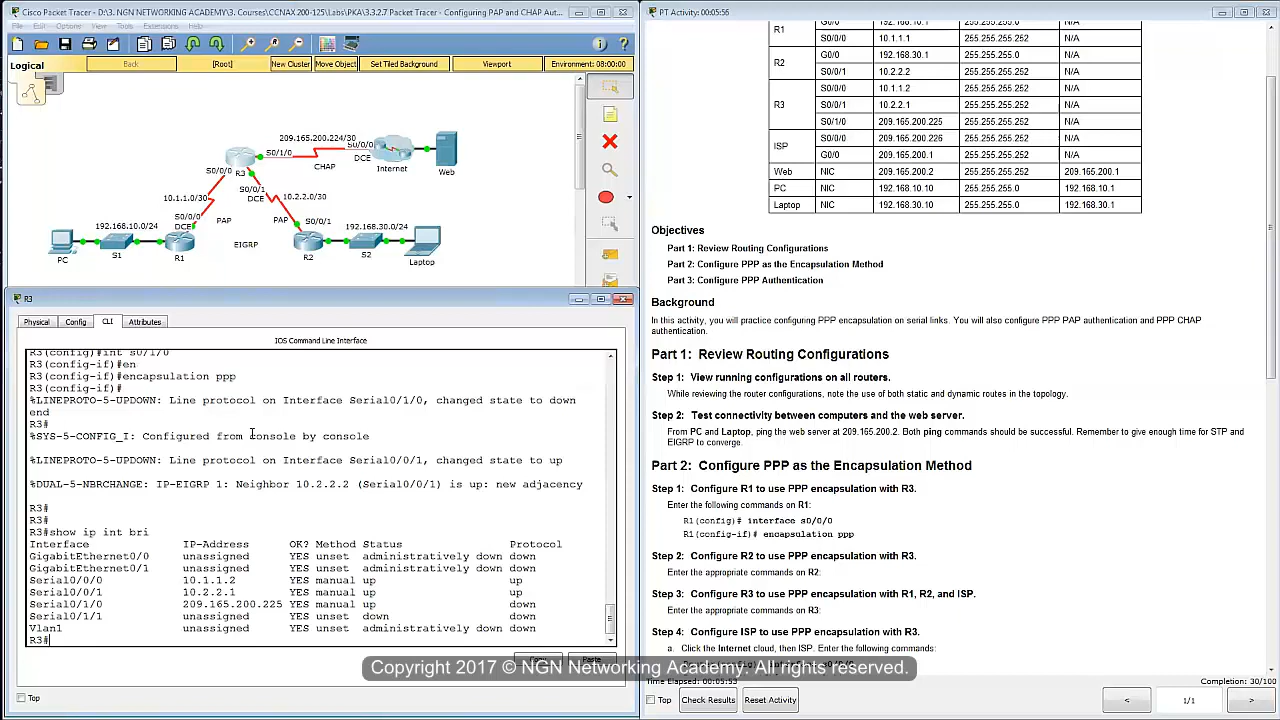 Cisco Packet Tracer - D:\3. NGN NETWORKING ACADEMY\3. Courses\CCNAX 200-125\Labs\PKA\3.3.2.7 Packet Tracer - Configuring PAP and CHAP Aut...
File Edit Options View Tools Extensions Help
Logical Back [Root] New Cluster Move Object Set Tiled Background Viewport Environment: 08:00:00
209.165.200.224/30
S0/0/0
S0/1/0
DCE
Internet
Web
CHAP
R3
S0/0/0
S0/0/1
DCE
10.1.1.0/30
10.2.2.0/30
S0/0/0
DCE
PAP
PAP
S0/0/1
192.168.10.0/24
192.168.30.0/24
EIGRP
PC
S1
R1
R2
S2
Laptop
R3
Physical Config CLI Attributes
IOS Command Line Interface
R3(config)#int s0/1/0
R3(config-if)#en
R3(config-if)#encapsulation ppp
R3(config-if)#
%LINEPROTO-5-UPDOWN: Line protocol on Interface Serial0/1/0, changed state to down
end
R3#
%SYS-5-CONFIG_I: Configured from console by console
%LINEPROTO-5-UPDOWN: Line protocol on Interface Serial0/0/1, changed state to up
%DUAL-5-NBRCHANGE: IP-EIGRP 1: Neighbor 10.2.2.2 (Serial0/0/1) is up: new adjacency
R3#
R3#
R3#show ip int bri
Interface IP-Address OK? Method Status Protocol
GigabitEthernet0/0 unassigned YES unset administratively down down
GigabitEthernet0/1 unassigned YES unset administratively down down
Serial0/0/0 10.1.1.2 YES manual up up
Serial0/0/1 10.2.2.1 YES manual up up
Serial0/1/0 209.165.200.225 YES manual up down
Serial0/1/1 unassigned YES unset down down
Vlan1 unassigned YES unset administratively down down
R3#
Copy Paste
Top
PT Activity: 00:05:56
R1 G0/0 192.168.10.1 255.255.255.0 N/A
S0/0/0 10.1.1.1 255.255.255.252 N/A
R2 G0/0 192.168.30.1 255.255.255.0 N/A
S0/0/1 10.2.2.2 255.255.255.252 N/A
R3 S0/0/0 10.1.1.2 255.255.255.252 N/A
S0/0/1 10.2.2.1 255.255.255.252 N/A
S0/1/0 209.165.200.225 255.255.255.252 N/A
ISP S0/0/0 209.165.200.226 255.255.255.252 N/A
G0/0 209.165.200.1 255.255.255.252 N/A
Web NIC 209.165.200.2 255.255.255.252 209.165.200.1
PC NIC 192.168.10.10 255.255.255.0 192.168.10.1
Laptop NIC 192.168.30.10 255.255.255.0 192.168.30.1
Objectives
Part 1: Review Routing Configurations
Part 2: Configure PPP as the Encapsulation Method
Part 3: Configure PPP Authentication
Background
In this activity, you will practice configuring PPP encapsulation on serial links. You will also configure PPP PAP authentication and PPP CHAP
authentication.
Part 1: Review Routing Configurations
Step 1: View running configurations on all routers.
While reviewing the router configurations, note the use of both static and dynamic routes in the topology.
Step 2: Test connectivity between computers and the web server.
From PC and Laptop, ping the web server at 209.165.200.2. Both ping commands should be successful. Remember to give enough time for STP and
EIGRP to converge.
Part 2: Configure PPP as the Encapsulation Method
Step 1: Configure R1 to use PPP encapsulation with R3.
Enter the following commands on R1:
R1(config)# interface s0/0/0
R1(config-if)# encapsulation ppp
Step 2: Configure R2 to use PPP encapsulation with R3.
Enter the appropriate commands on R2:
Step 3: Configure R3 to use PPP encapsulation with R1, R2, and ISP.
Enter the appropriate commands on R3:
Step 4: Configure ISP to use PPP encapsulation with R3.
a. Click the Internet cloud, then ISP. Enter the following commands:
Time Elapsed: 00:05:53 Completion: 30/100
Top Check Results Reset Activity < 1/1 >
Copyright 2017 © NGN Networking Academy. All rights reserved.